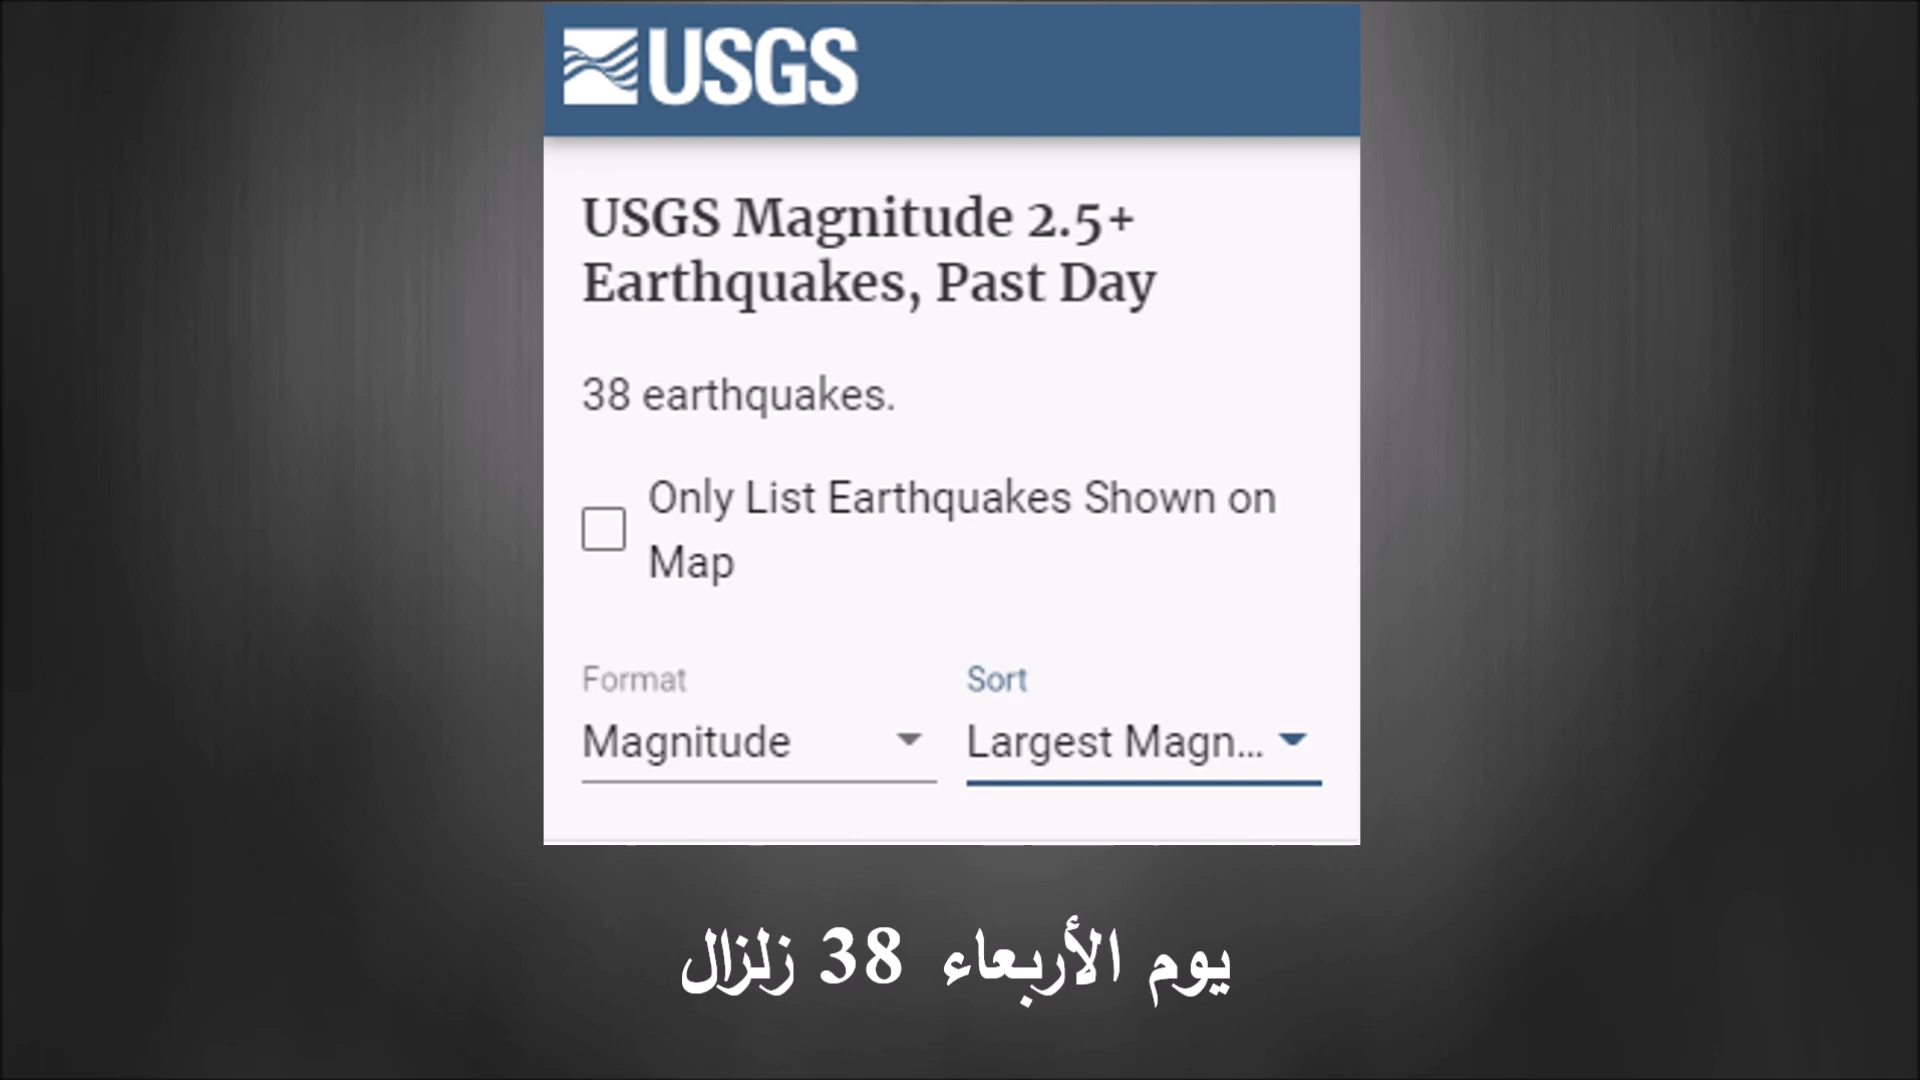 USGS
USGS Magnitude 2.5+
Earthquakes, Past Day
38 earthquakes.
Only List Earthquakes Shown on
Map
Format
Sort
Magnitude
Largest Magn...
يوم الأربعاء 38 زلزال